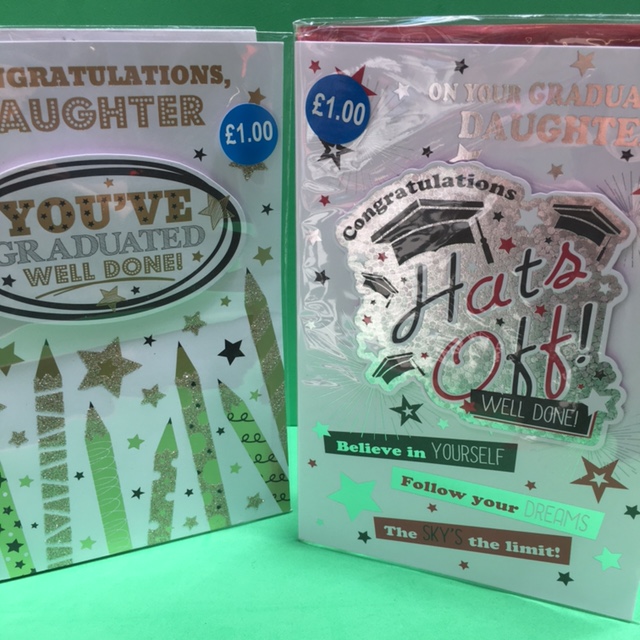 NGRATULATIONS,
AUGHTER
£1.00
YOU'VE
GRADUATED
WELL DONE!
£1.00
ON YOUR GRADUA
DAUGHTE
Congratulations
Hats
Off!
WELL DONE!
Believe in YOURSELF
Follow your DREAMS
The SKY'S the limit!